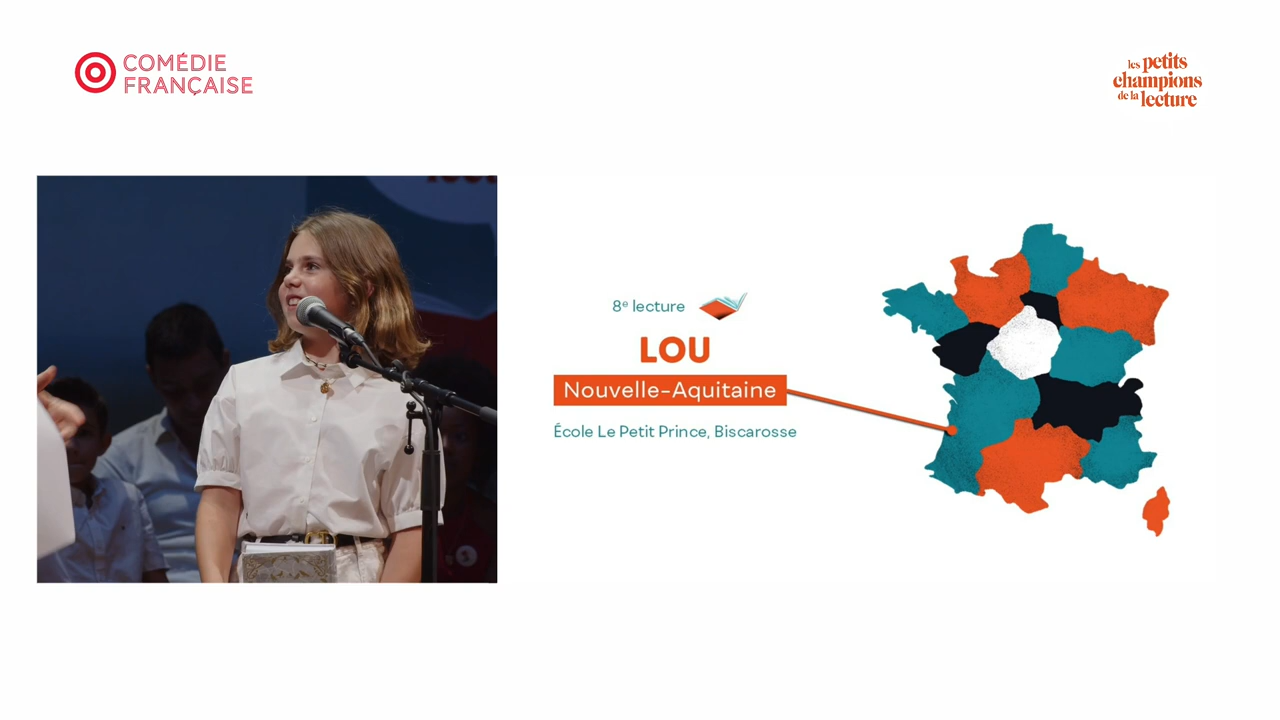 COMÉDIE
FRANÇAISE
les petits
champions
de la lecture
8e lecture
LOU
Nouvelle-Aquitaine
École Le Petit Prince, Biscarosse